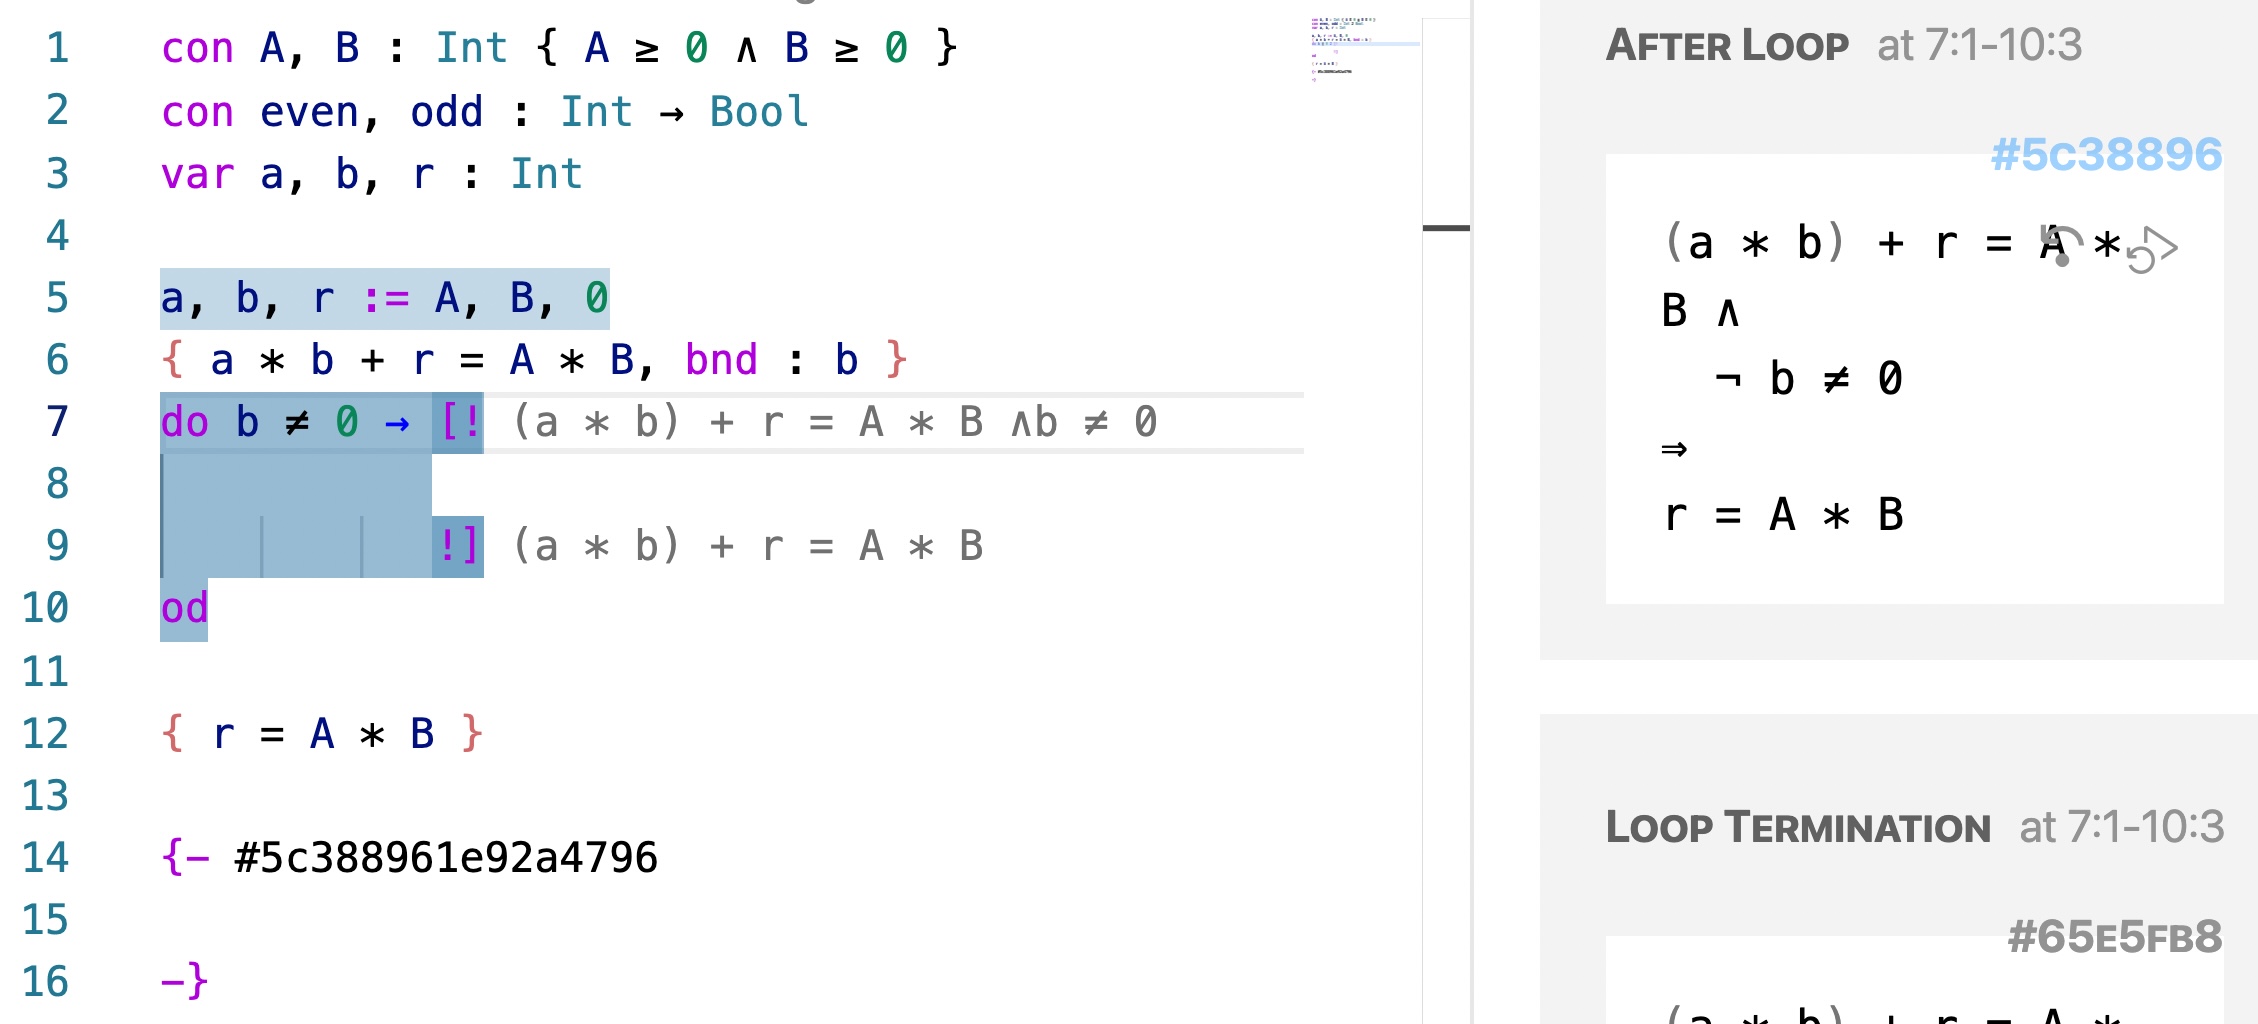 1 con A, B : Int { A ≥ 0 ∧ B ≥ 0 }
2 con even, odd : Int → Bool
3 var a, b, r : Int
4
5 a, b, r := A, B, 0
6 { a * b + r = A * B, bnd : b }
7 do b ≠ 0 → [! (a * b) + r = A * B ∧b ≠ 0
8
9 !] (a * b) + r = A * B
10 od
11
12 { r = A * B }
13
14 {- #5c388961e92a4796
15
16 -}
AFTER LOOP at 7:1-10:3
#5C38896
(a * b) + r = A *
B ∧
¬ b ≠ 0
⇒
r = A * B
LOOP TERMINATION at 7:1-10:3
#65E5FB8
(a * b) + r = A *